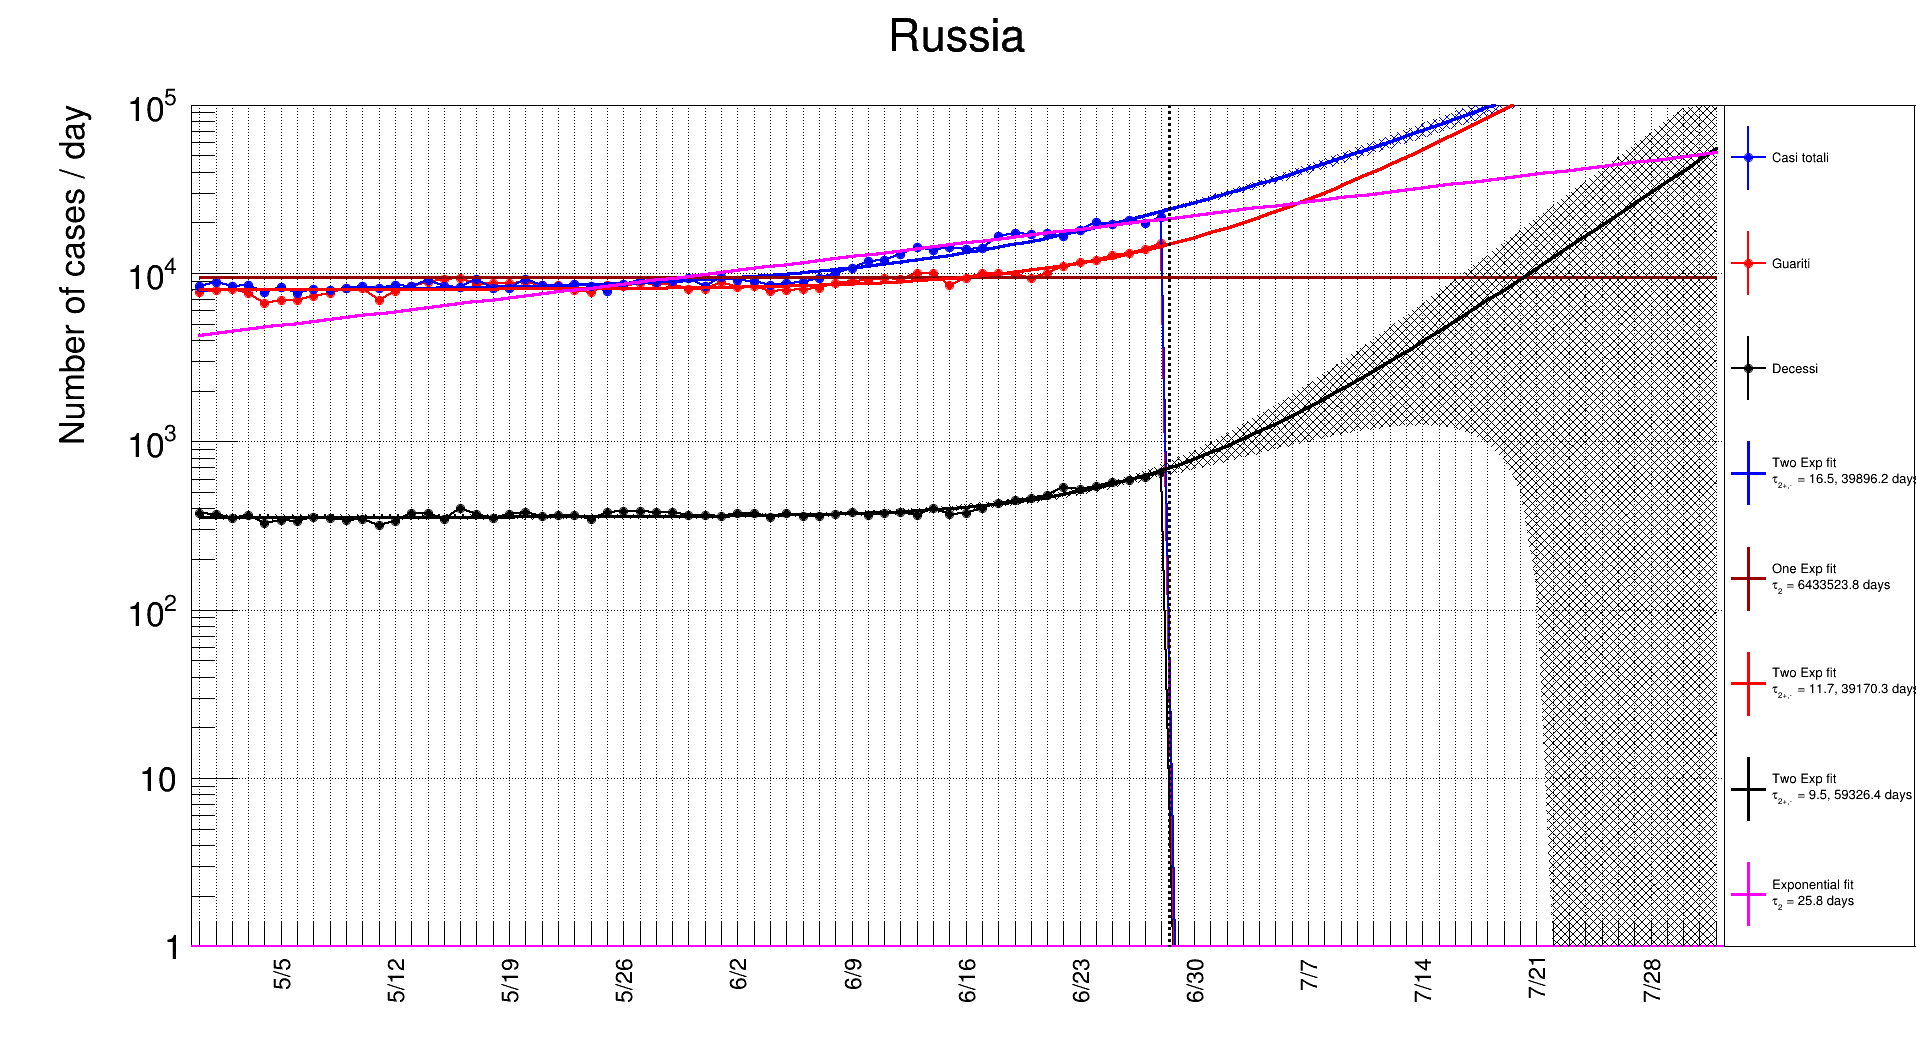 Russia
Number of cases / day
10^5
10^4
10^3
10^2
10
1
5/5
5/12
5/19
5/26
6/2
6/9
6/16
6/23
6/30
7/7
7/14
7/21
7/28
Casi totali
Guariti
Decessi
Two Exp fit
τ2+,- = 16.5, 39896.2 days
One Exp fit
τ2 = 6433523.8 days
Two Exp fit
τ2+,- = 11.7, 39170.3 days
Two Exp fit
τ2+,- = 9.5, 59326.4 days
Exponential fit
τ2 = 25.8 days